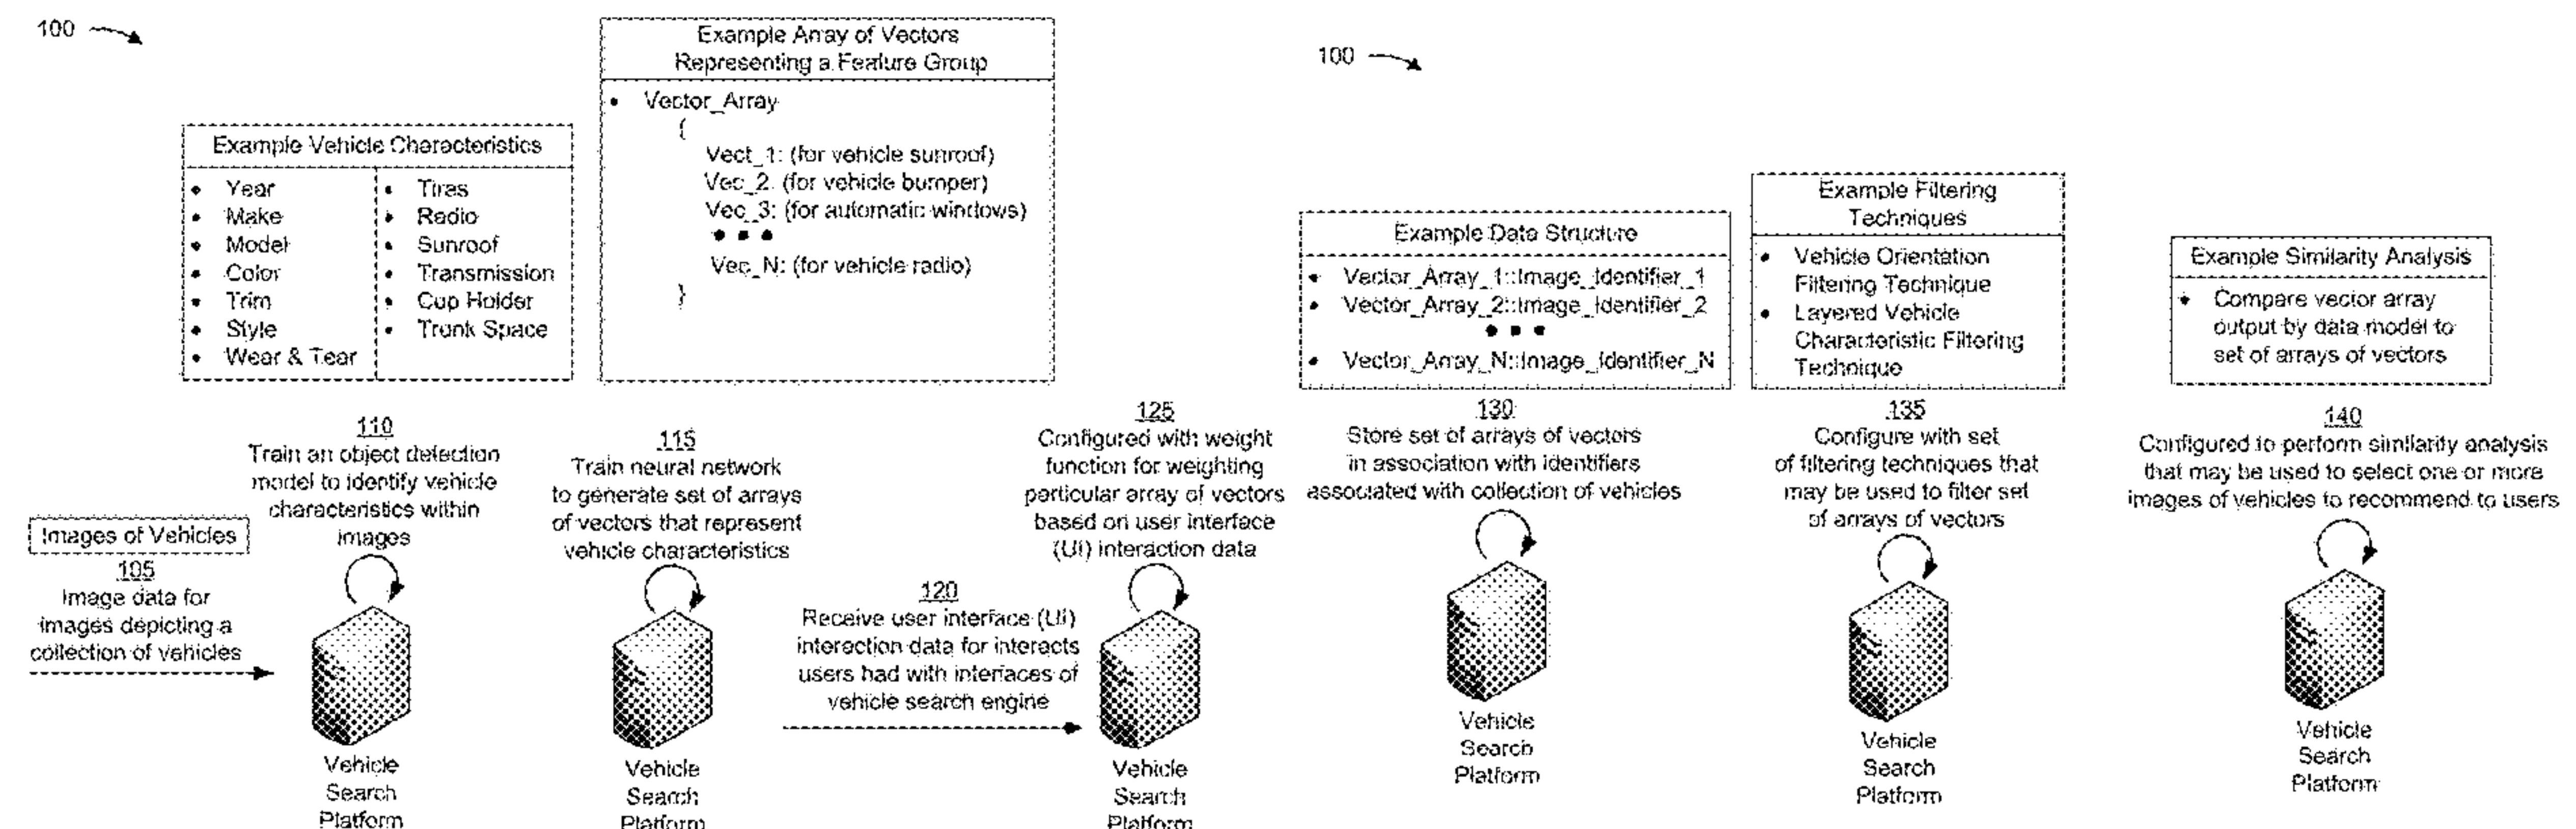 100
Example Vehicle Characteristics
Year
Make
Model
Color
Trim
Style
Wear & Tear
Tires
Radio
Sunroof
Transmission
Cup Holder
Trunk Space
Example Array of Vectors
Representing a Feature Group
Vector_Array
{
Vect_1: (for vehicle sunroof)
Vec_2: (for vehicle bumper)
Vec_3: (for automatic windows)
Vec_N: (for vehicle radio)
}
Images of Vehicles
105
Image data for
images depicting a
collection of vehicles
110
Train an object detection
model to identify vehicle
characteristics within
images
Vehicle
Search
Platform
115
Train neural network
to generate set of arrays
of vectors that represent
vehicle characteristics
Vehicle
Search
Platform
120
Receive user interface (UI)
interaction data for interacts
users had with interfaces of
vehicle search engine
125
Configured with weight
function for weighting
particular array of vectors
based on user interface
(UI) interaction data
Vehicle
Search
Platform
100
Example Data Structure
Vector_Array_1::Image_Identifier_1
Vector_Array_2::Image_Identifier_2
Vector_Array_N::Image_Identifier_N
130
Store set of arrays of vectors
in association with identifiers
associated with collection of vehicles
Vehicle
Search
Platform
Example Filtering
Techniques
Vehicle Orientation
Filtering Technique
Layered Vehicle
Characteristic Filtering
Technique
135
Configure with set
of filtering techniques that
may be used to filter set
of arrays of vectors
Vehicle
Search
Platform
Example Similarity Analysis
Compare vector array
output by data model to
set of arrays of vectors
140
Configured to perform similarity analysis
that may be used to select one or more
images of vehicles to recommend to users
Vehicle
Search
Platform